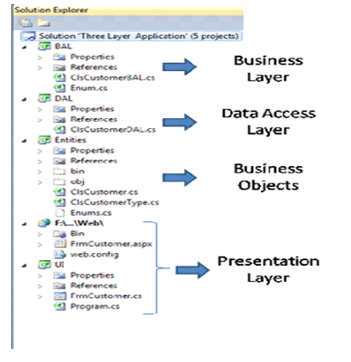 Solution Explorer
Solution 'Three Layer Application' (5 projects)
BAL
Properties
References
ClsCustomerBAL.cs
Enum.cs
Business
Layer
DAL
Properties
References
ClsCustomerDAL.cs
Data Access
Layer
Entities
Properties
References
bin
obj
ClsCustomer.cs
ClsCustomerType.cs
Enums.cs
Business
Objects
F:\...\Web\
Bin
FrmCustomer.aspx
web.config
UI
Properties
References
FrmCustomer.cs
Program.cs
Presentation
Layer